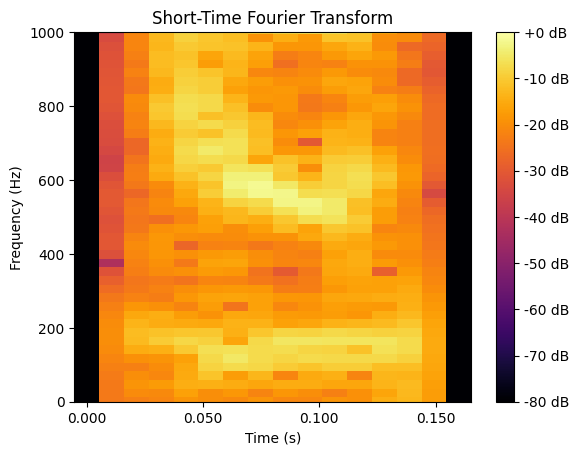 Short-Time Fourier Transform
1000
800
600
400
200
0
Frequency (Hz)
0.000
0.050
0.100
0.150
Time (s)
+0 dB
-10 dB
-20 dB
-30 dB
-40 dB
-50 dB
-60 dB
-70 dB
-80 dB